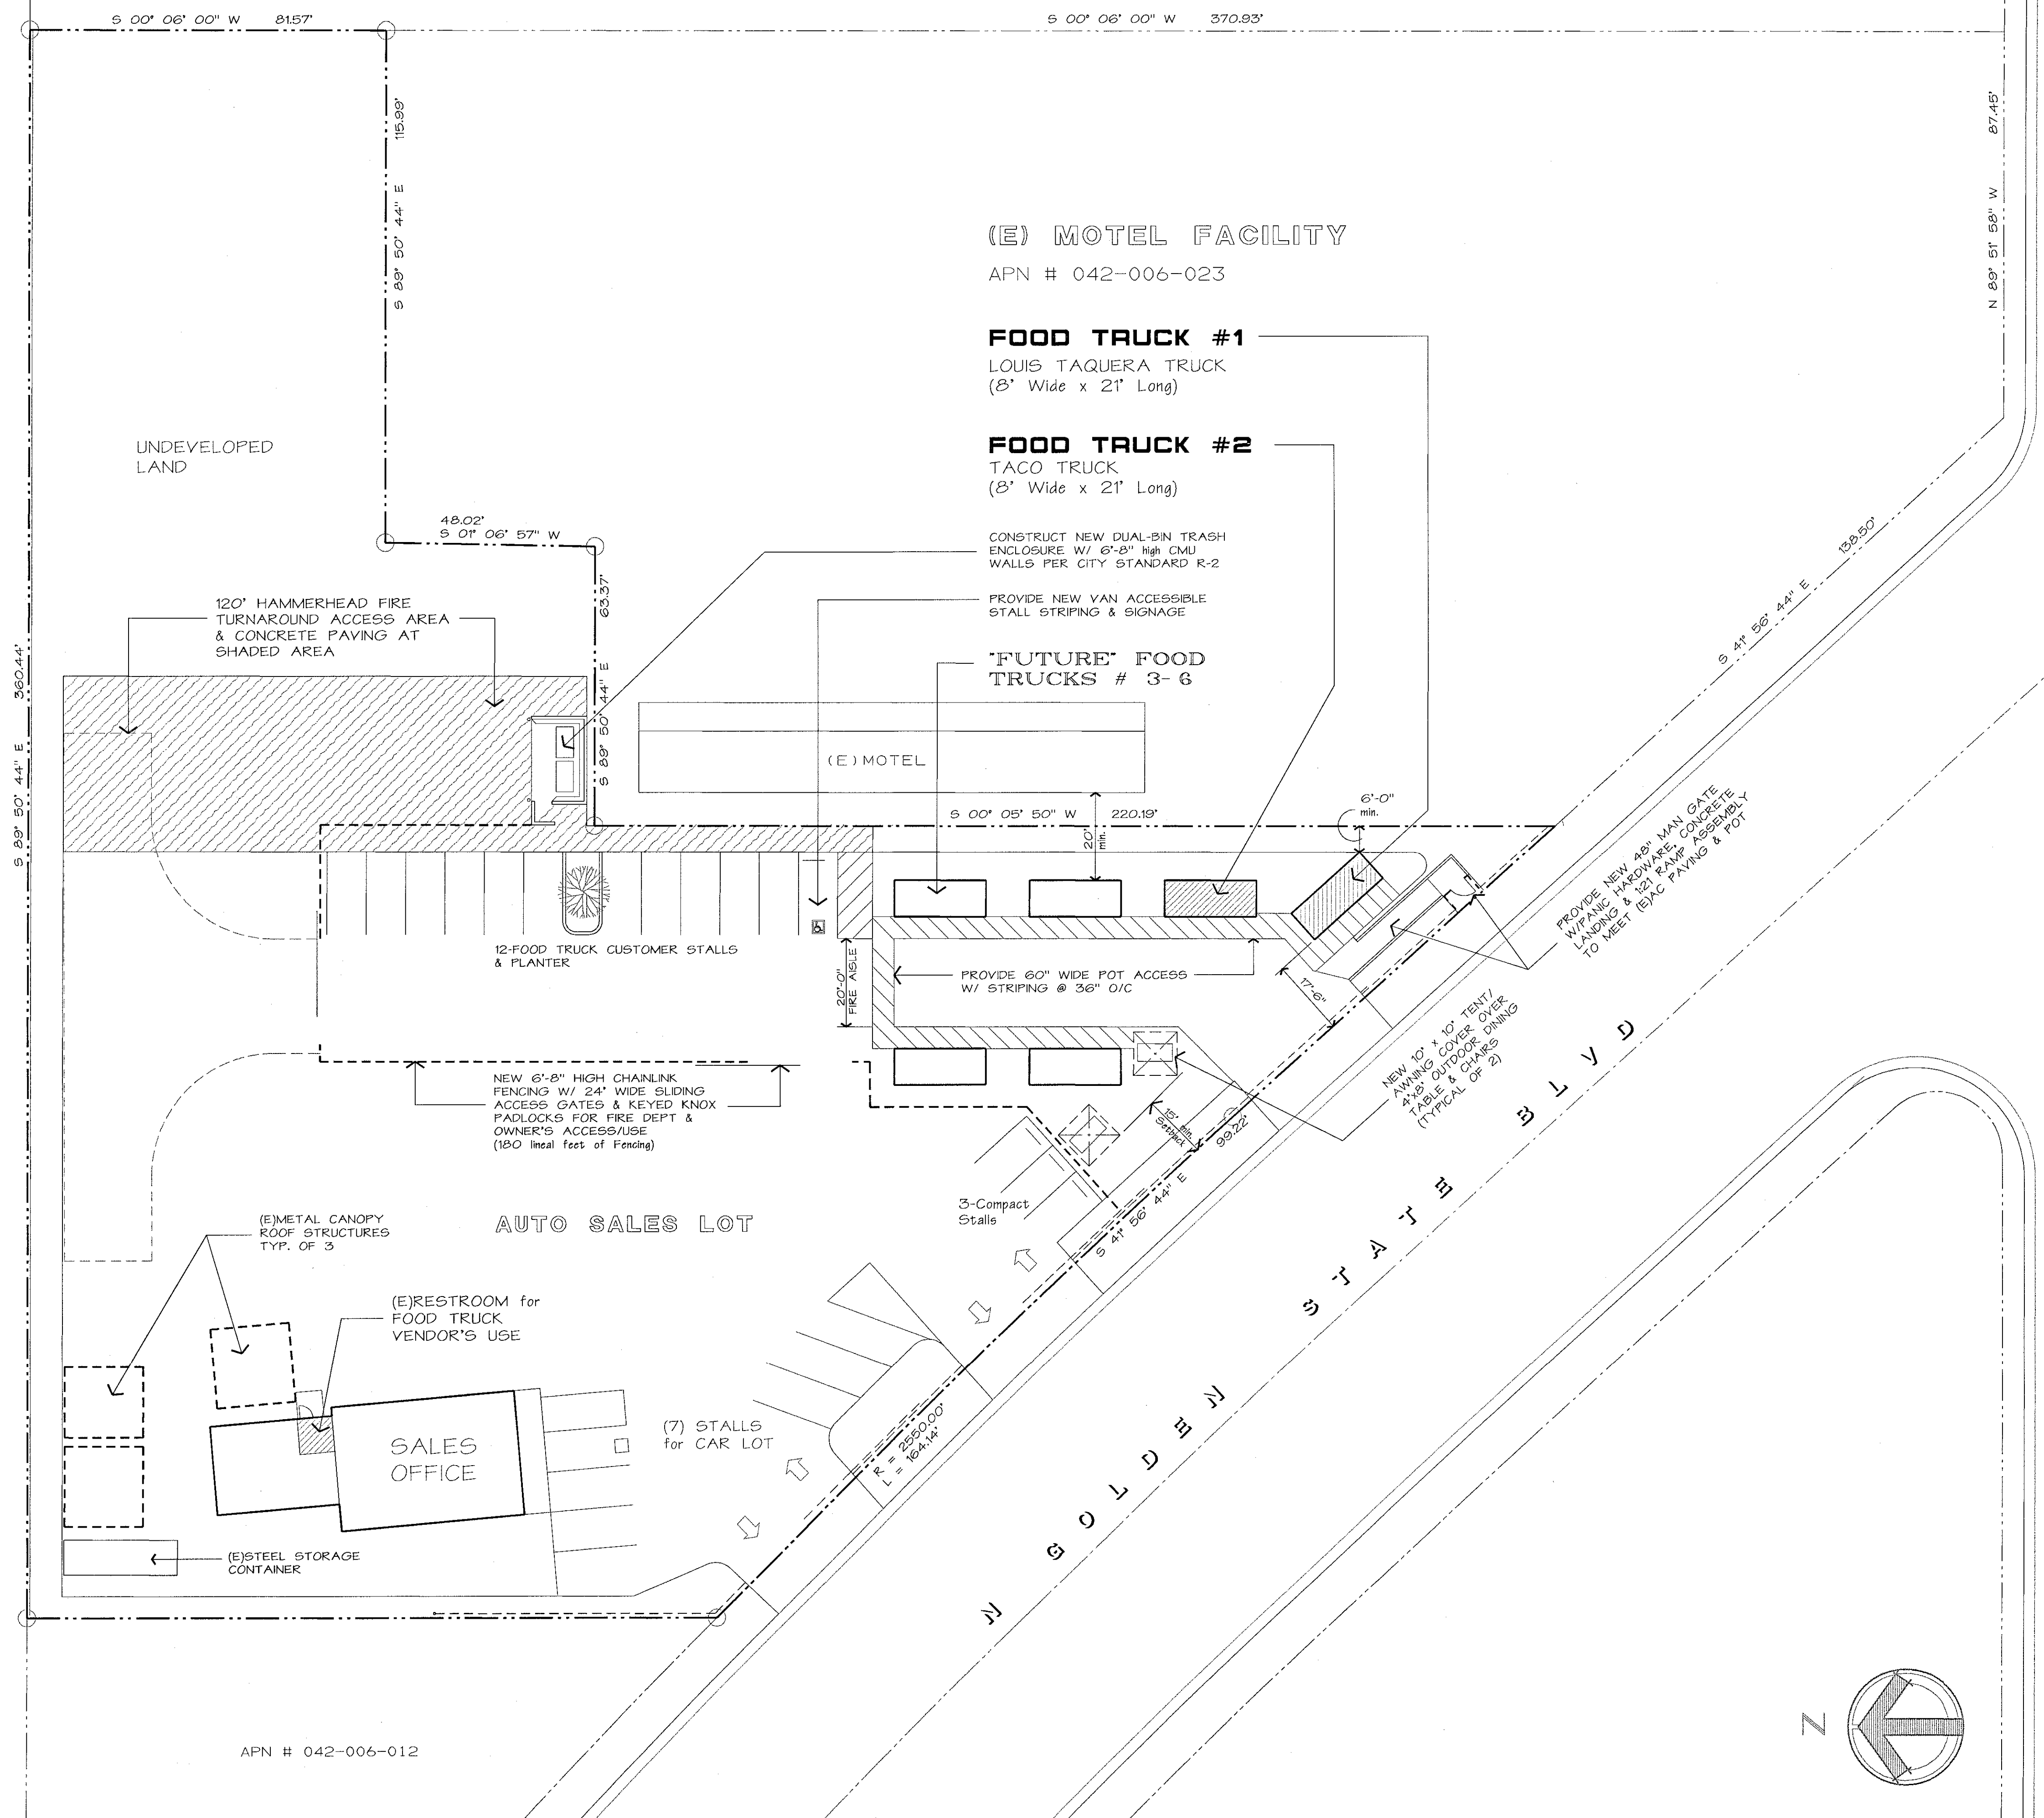 S 00° 06' 00" W 81.57'
S 00° 06' 00" W 370.93'
S 89° 50' 44" E 115.99'
N 89° 51' 58" W 87.45'
(E) MOTEL FACILITY
APN # 042-006-023
FOOD TRUCK #1
LOUIS TAQUERA TRUCK
(8' Wide x 21' Long)
FOOD TRUCK #2
TACO TRUCK
(8' Wide x 21' Long)
UNDEVELOPED
LAND
48.02'
S 01° 06' 57" W
CONSTRUCT NEW DUAL-BIN TRASH
ENCLOSURE W/ 6'-8" high CMU
WALLS PER CITY STANDARD R-2
S 41° 56' 44" E 138.50'
PROVIDE NEW VAN ACCESSIBLE
STALL STRIPING & SIGNAGE
120' HAMMERHEAD FIRE
TURNAROUND ACCESS AREA
& CONCRETE PAVING AT
SHADED AREA
S 89° 50' 44" E 63.37'
S 89° 50' 44" E 360.44'
"FUTURE" FOOD
TRUCKS # 3-6
(E)MOTEL
S 00° 05' 50" W 220.19'
20'
min.
6'-0"
min.
PROVIDE NEW 48" MAN GATE
W/PANIC HARDWARE, CONCRETE
LANDING & 1:21 RAMP ASSEMBLY
TO MEET (E)AC PAVING & POT
12-FOOD TRUCK CUSTOMER STALLS
& PLANTER
20'-0"
FIRE AISLE
PROVIDE 60" WIDE POT ACCESS
W/ STRIPING @ 36" O/C
17'-6"
NEW 10' x 10' TENT/
AWNING COVER OVER
4'x8' OUTDOOR DINING
TABLE & CHAIRS
(TYPICAL OF 2)
NEW 6'-8" HIGH CHAINLINK
FENCING W/ 24' WIDE SLIDING
ACCESS GATES & KEYED KNOX
PADLOCKS FOR FIRE DEPT &
OWNER'S ACCESS/USE
(180 lineal feet of Fencing)
15'
min.
Setback
99.22'
S 41° 56' 44" E
3-Compact
Stalls
(E)METAL CANOPY
ROOF STRUCTURES
TYP. OF 3
AUTO SALES LOT
(E)RESTROOM for
FOOD TRUCK
VENDOR'S USE
SALES
OFFICE
(7) STALLS
for CAR LOT
R = 2550.00'
L = 164.14'
N GOLDEN STATE BLVD
(E)STEEL STORAGE
CONTAINER
APN # 042-006-012
N